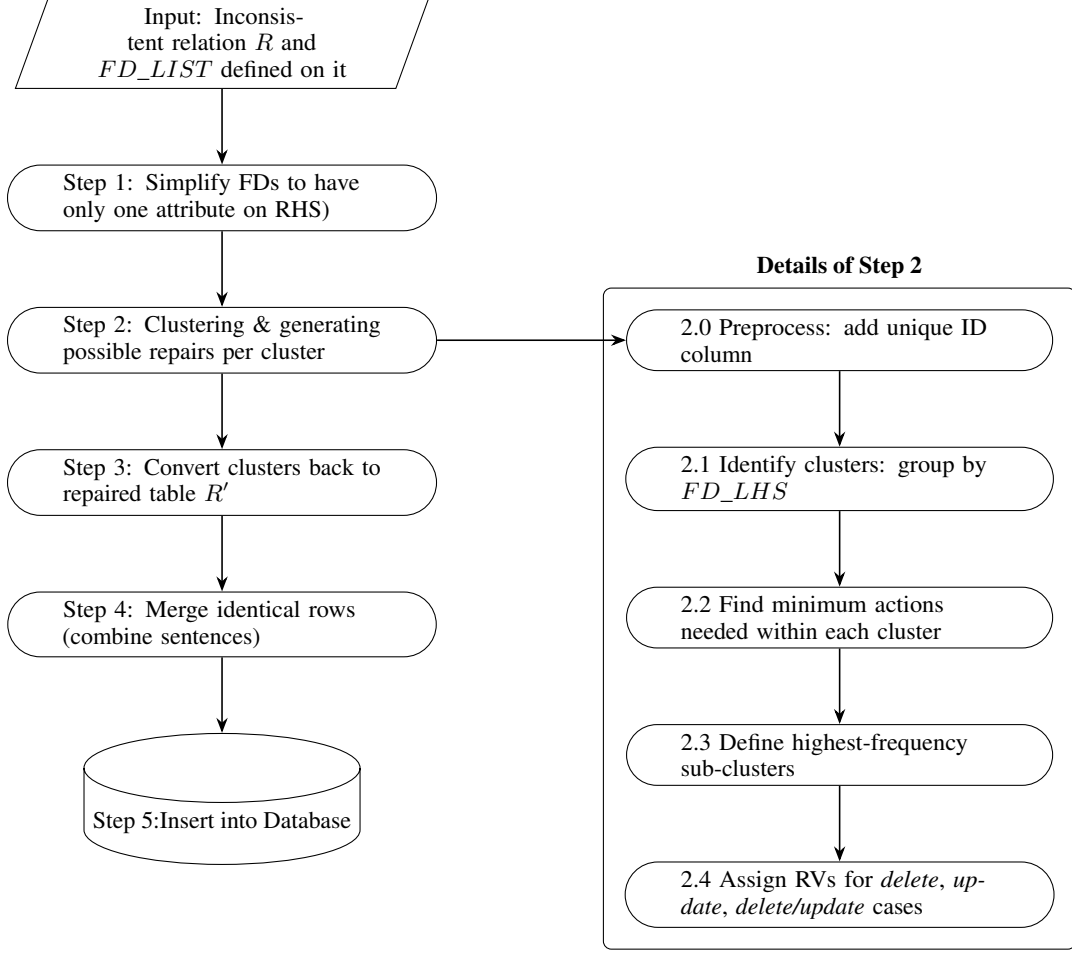 Input: Inconsis-
tent relation R and
FD_LIST defined on it
Step 1: Simplify FDs to have
only one attribute on RHS)
Step 2: Clustering & generating
possible repairs per cluster
Step 3: Convert clusters back to
repaired table R′
Step 4: Merge identical rows
(combine sentences)
Step 5:Insert into Database
Details of Step 2
2.0 Preprocess: add unique ID
column
2.1 Identify clusters: group by
FD_LHS
2.2 Find minimum actions
needed within each cluster
2.3 Define highest-frequency
sub-clusters
2.4 Assign RVs for delete, up-
date, delete/update cases